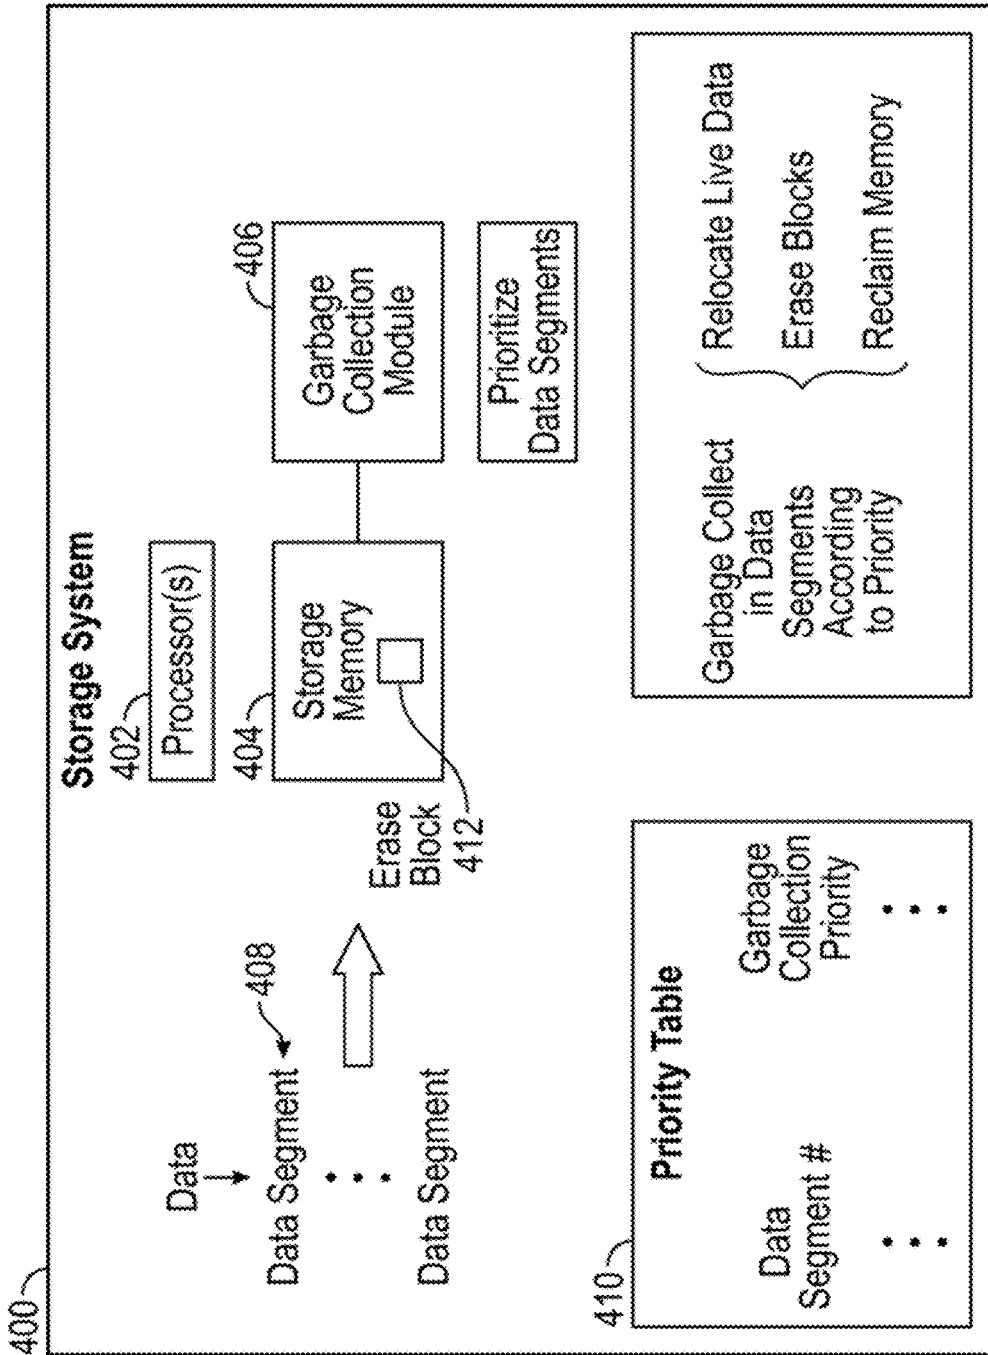 400
Storage System
Data
Data Segment
408
Data Segment
402
Processor(s)
404
Storage
Memory
Erase
Block
412
406
Garbage
Collection
Module
Prioritize
Data Segments
410
Priority Table
Data
Segment #
Garbage
Collection
Priority
Garbage Collect
in Data
Segments
According
to Priority
Relocate Live Data
Erase Blocks
Reclaim Memory